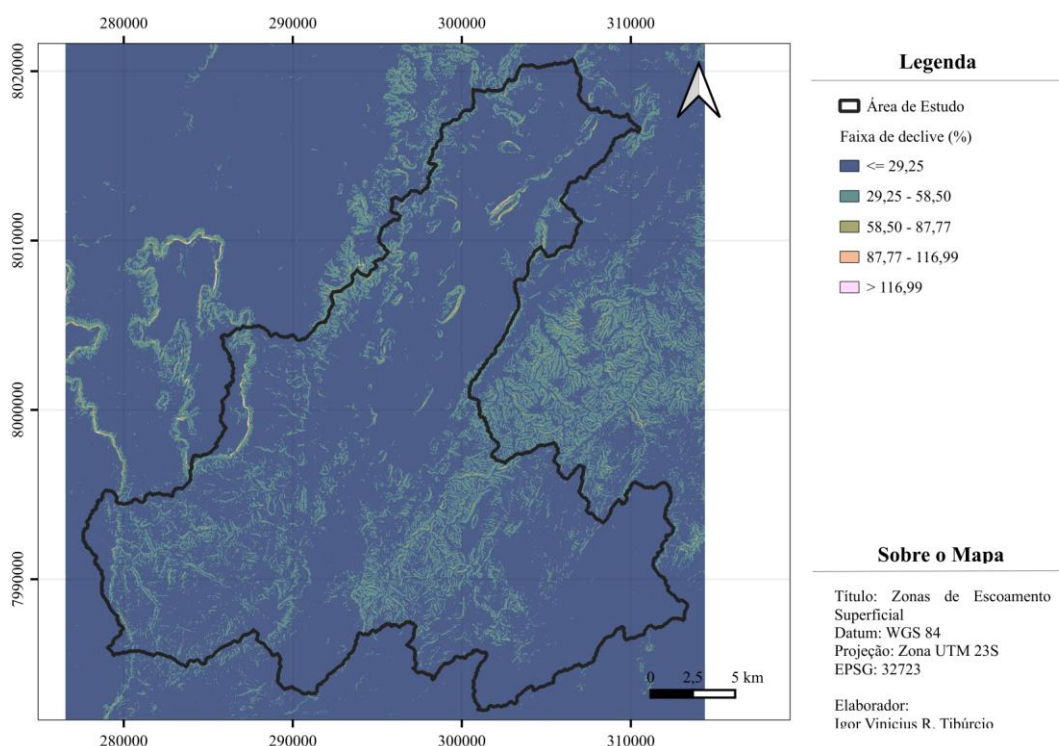 280000 290000 300000 310000
8020000
8010000
8000000
7990000
0 2,5 5 km
280000 290000 300000 310000
Legenda
Área de Estudo
Faixa de declive (%)
<= 29,25
29,25 - 58,50
58,50 - 87,77
87,77 - 116,99
> 116,99
Sobre o Mapa
Título: Zonas de Escoamento
Superficial
Datum: WGS 84
Projeção: Zona UTM 23S
EPSG: 32723
Elaborador:
Igor Vinicius R. Tibúrcio